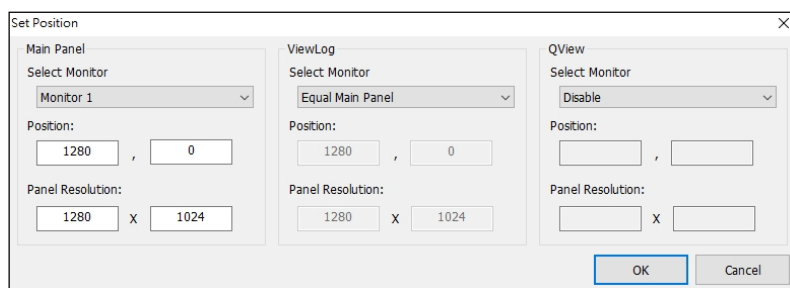 Set Position
Main Panel
Select Monitor
Monitor 1
Position:
1280 , 0
Panel Resolution:
1280 X 1024
ViewLog
Select Monitor
Equal Main Panel
Position:
1280 , 0
Panel Resolution:
1280 X 1024
QView
Select Monitor
Disable
Position:
,
Panel Resolution:
X
OK Cancel